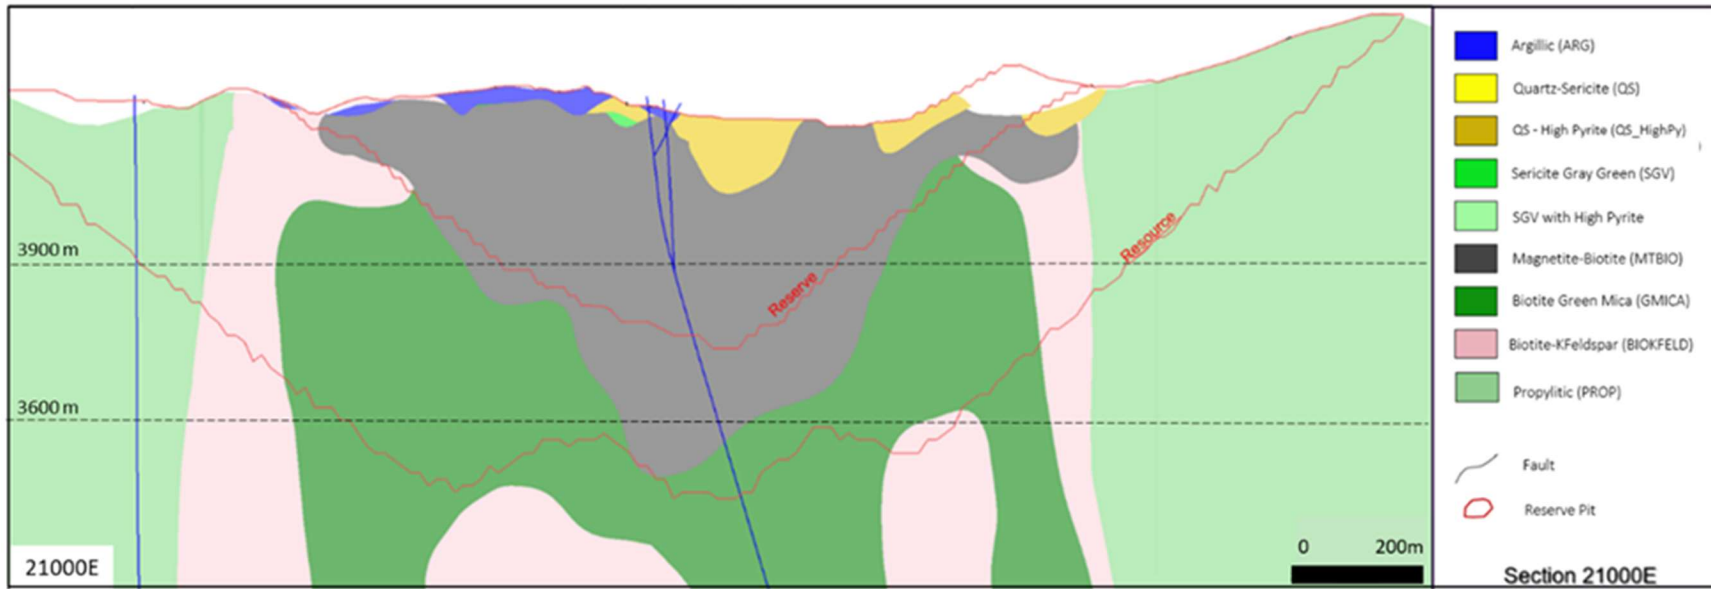 Argillic (ARG)
Quartz-Sericite (QS)
QS - High Pyrite (QS_HighPy)
Sericite Gray Green (SGV)
SGV with High Pyrite
Magnetite-Biotite (MTBIO)
Biotite Green Mica (GMICA)
Biotite-KFeldspar (BIOKFELD)
Propylitic (PROP)
Fault
Reserve Pit
3900 m
Resource
Reserve
3600 m
21000E
0 200m
Section 21000E